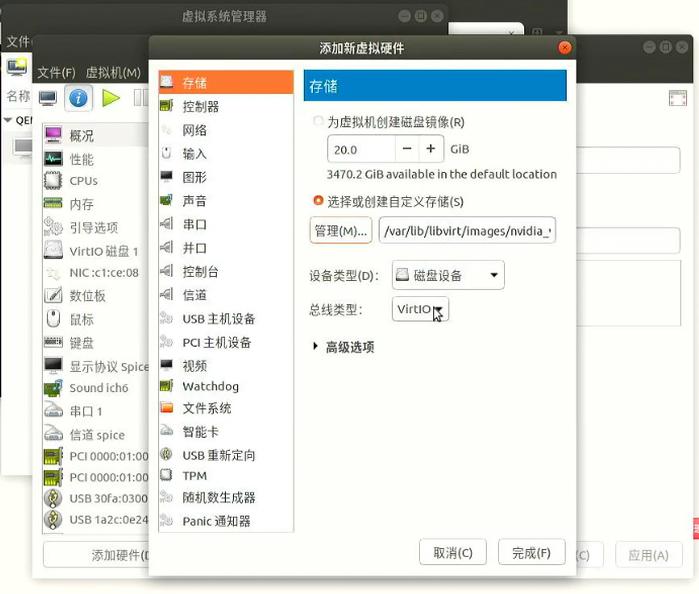 虚拟系统管理器
文件(
名称
QE
文件(F) 虚拟机(M)
概况
性能
CPUs
内存
引导选项
VirtIO 磁盘 1
NIC :c1:ce:08
数位板
鼠标
键盘
显示协议 Spice
Sound ich6
串口 1
信道 spice
PCI 0000:01:00
PCI 0000:01:00
USB 30fa:0300
USB 1a2c:0e24
添加硬件(
添加新虚拟硬件
存储
控制器
网络
输入
图形
声音
串口
并口
控制台
信道
USB 主机设备
PCI 主机设备
视频
Watchdog
文件系统
智能卡
USB 重新定向
TPM
随机数生成器
Panic 通知器
存储
为虚拟机创建磁盘镜像(R)
20.0 − + GiB
3470.2 GiB available in the default location
选择或创建自定义存储(S)
管理(M)... /var/lib/libvirt/images/nvidia_
设备类型(D): 磁盘设备
总线类型: VirtIO
高级选项
取消(C) 完成(F)
(C) 应用(A)